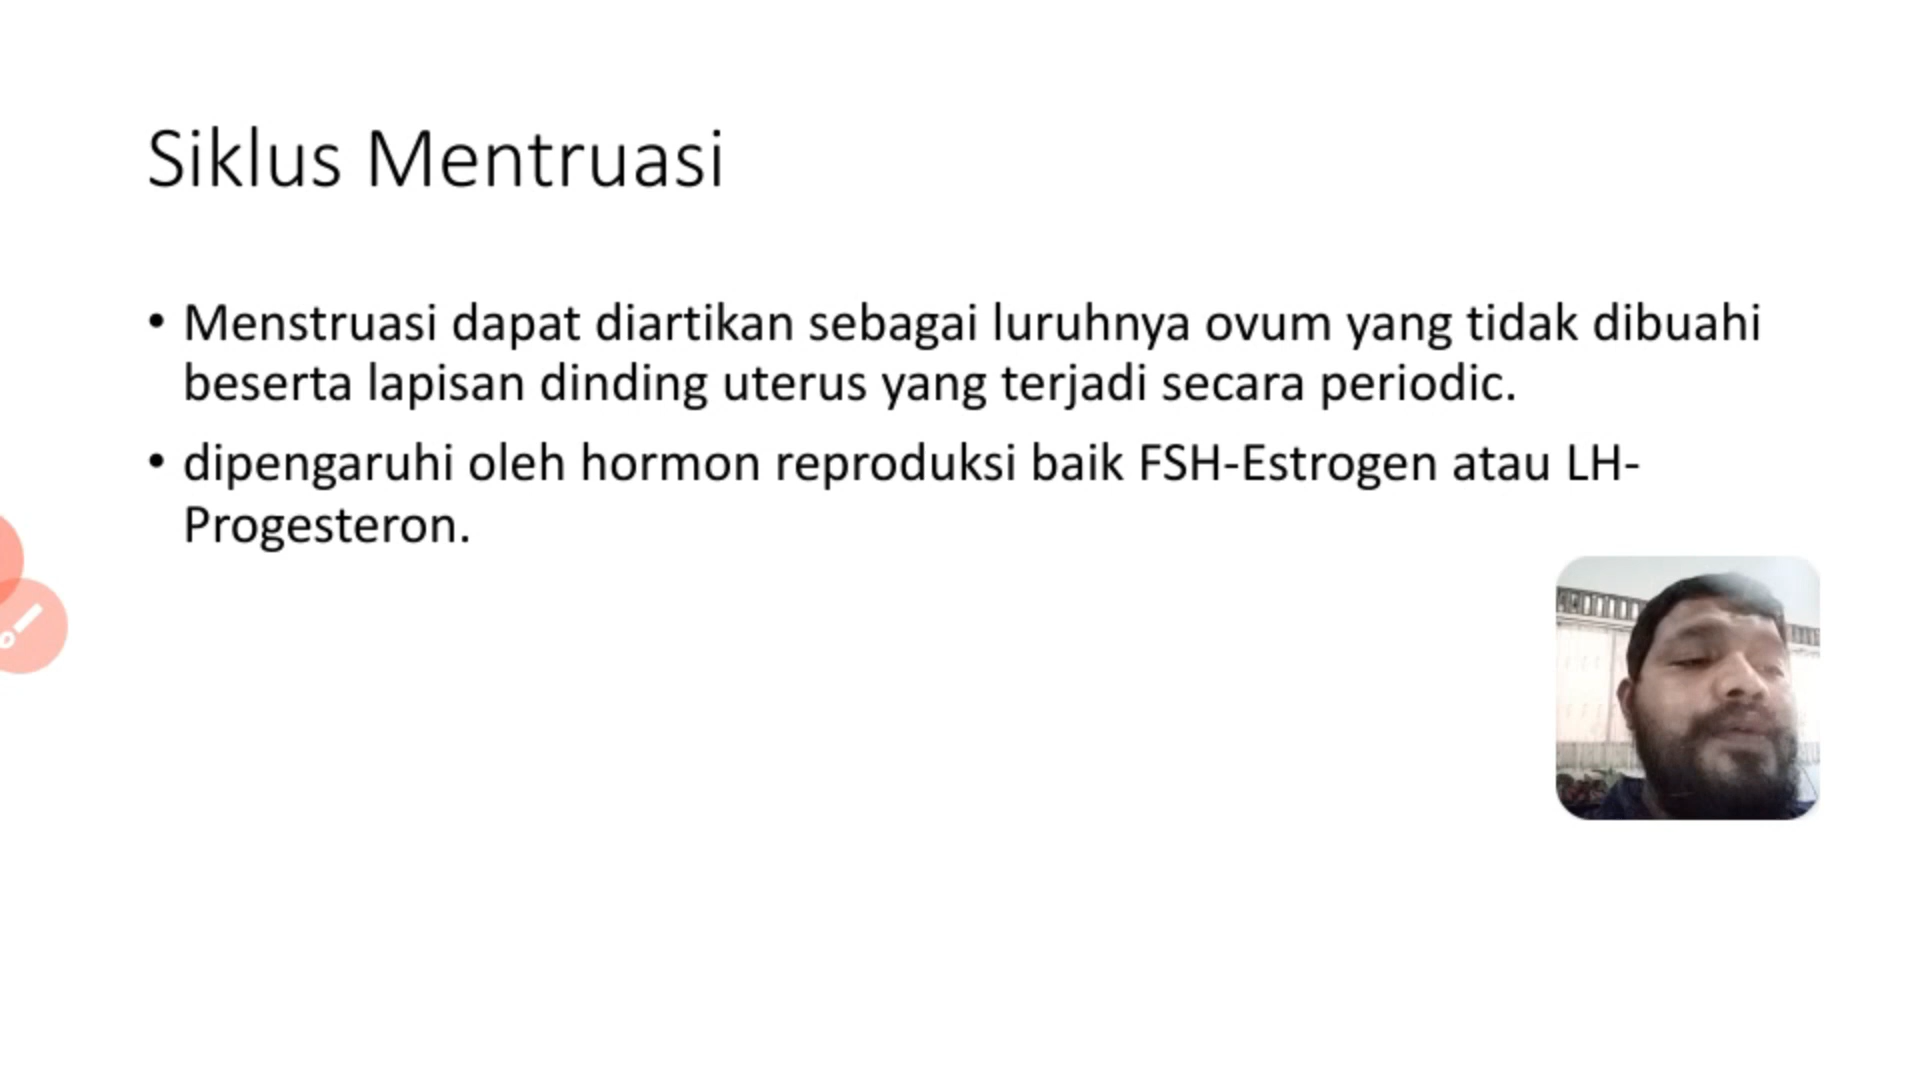 Siklus Mentruasi
• Menstruasi dapat diartikan sebagai luruhnya ovum yang tidak dibuahi
beserta lapisan dinding uterus yang terjadi secara periodic.
• dipengaruhi oleh hormon reproduksi baik FSH-Estrogen atau LH-
Progesteron.